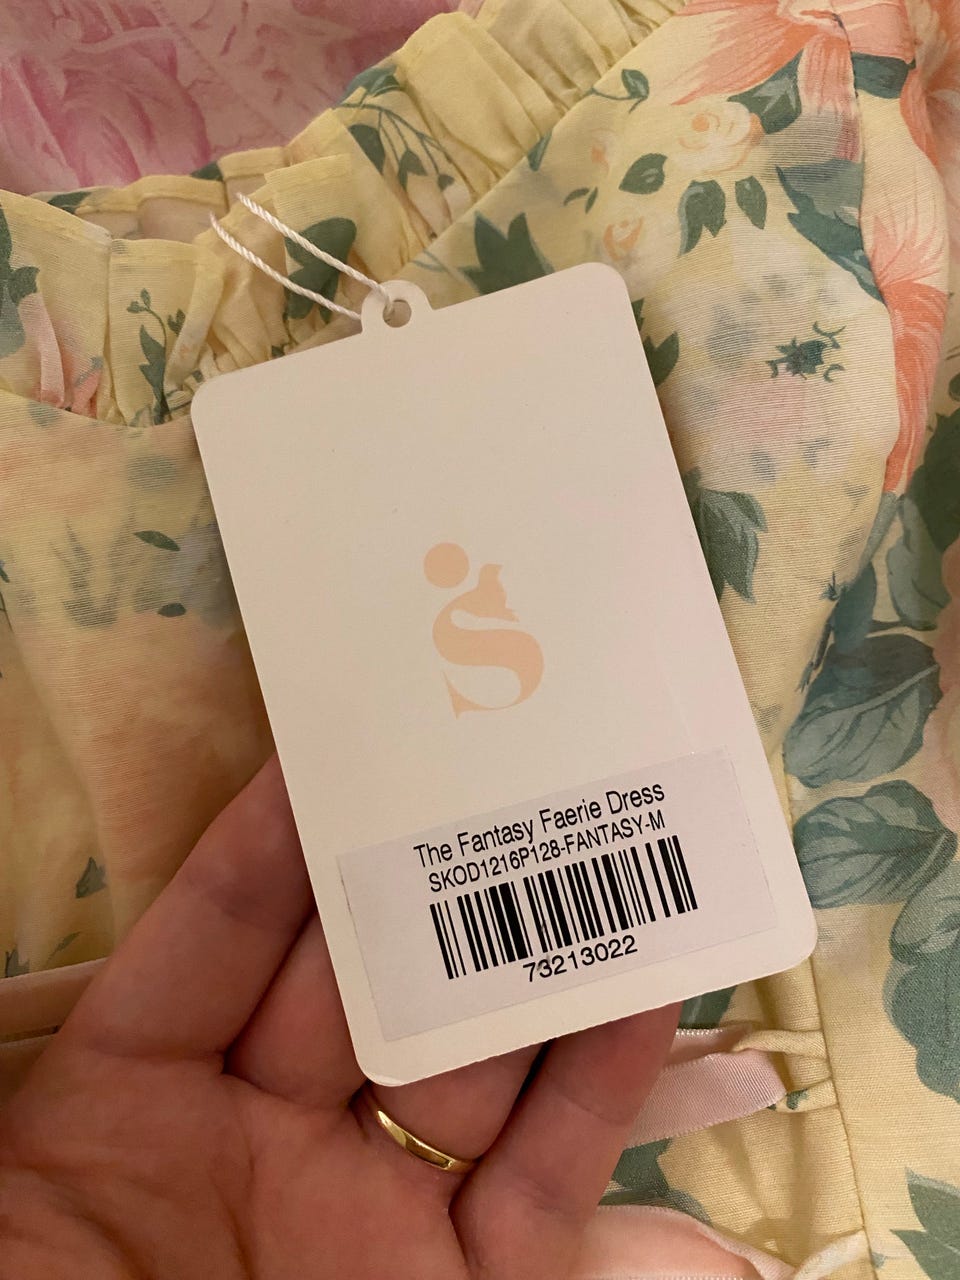 S
The Fantasy Faerie Dress
SKOD1216P128-FANTASY-M
73213022